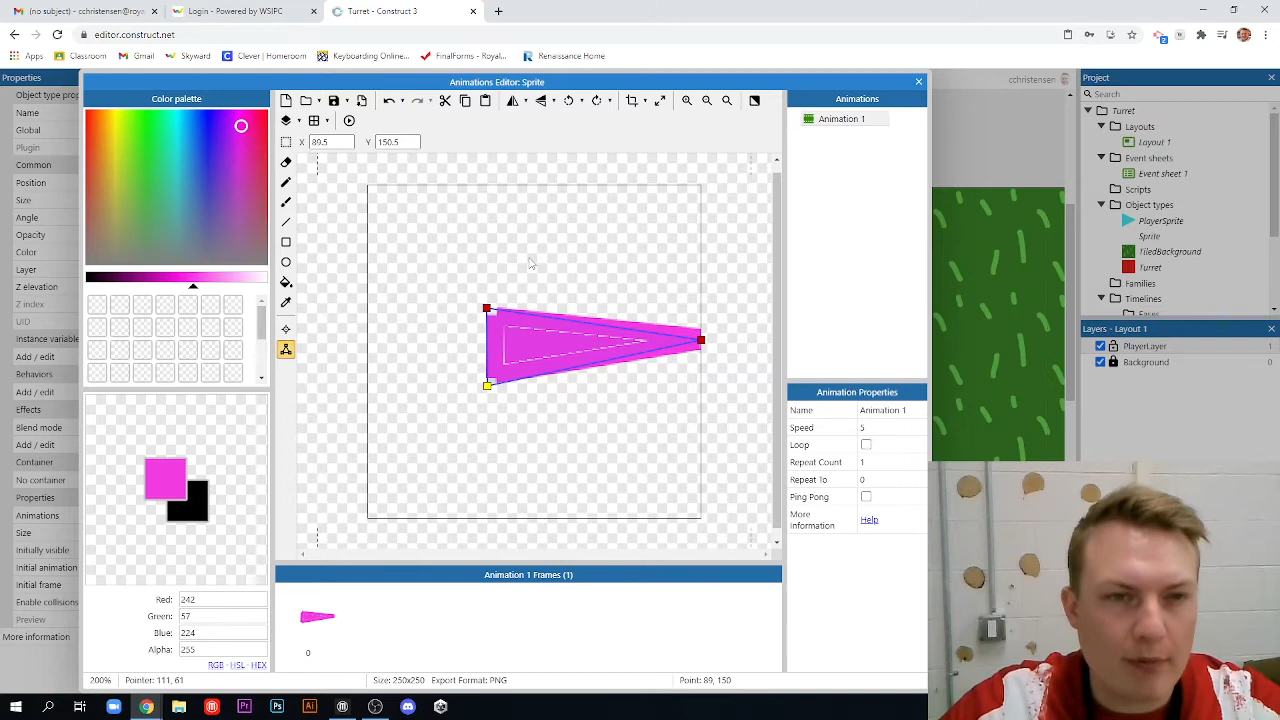 (no subject) - cchristensen@roya
Login - Powered by WSIPC
Turret - Construct 3
editor.construct.net
Apps
Classroom
Gmail
Skyward
Clever | Homeroom
Keyboarding Online...
FinalForms
Renaissance Home
Properties
Object type prop
Name
Global
Plugin
Common
Position
Size
Angle
Opacity
Color
Layer
Z elevation
Z index
UID
Instance variables
Add / edit
Behaviors
Add / edit
Effects
Blend mode
Add / edit
Container
No container
Properties
Animations
Size
Initially visible
Initial animation
Initial frame
Enable collisions
Preview
More information
Animations Editor: Sprite
Color palette
Red: 242
Green: 57
Blue: 224
Alpha: 255
RGB · HSL · HEX
X 89.5 Y 150.5
Animation 1 Frames (1)
0
200%
Pointer: 111, 61
Size: 250x250 Export Format: PNG
Point: 89, 150
Animations
Animation 1
Animation Properties
Name Animation 1
Speed 5
Loop
Repeat Count 1
Repeat To 0
Ping Pong
More Information Help
cchristensen
Project
Search
Turret
Layouts
Layout 1
Event sheets
Event sheet 1
Scripts
Object types
PlayerSprite
Sprite
TiledBackground
Turret
Families
Timelines
Layers - Layout 1
1 PlayerLayer
0 Background